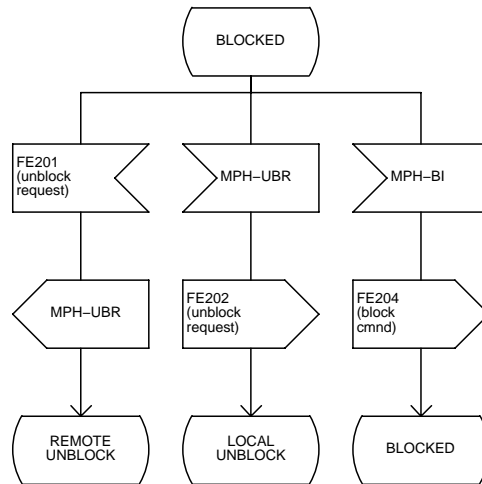 BLOCKED
FE201
(unblock
request)
MPH−UBR
MPH−BI
MPH−UBR
FE202
(unblock
request)
FE204
(block
cmnd)
REMOTE
UNBLOCK
LOCAL
UNBLOCK
BLOCKED